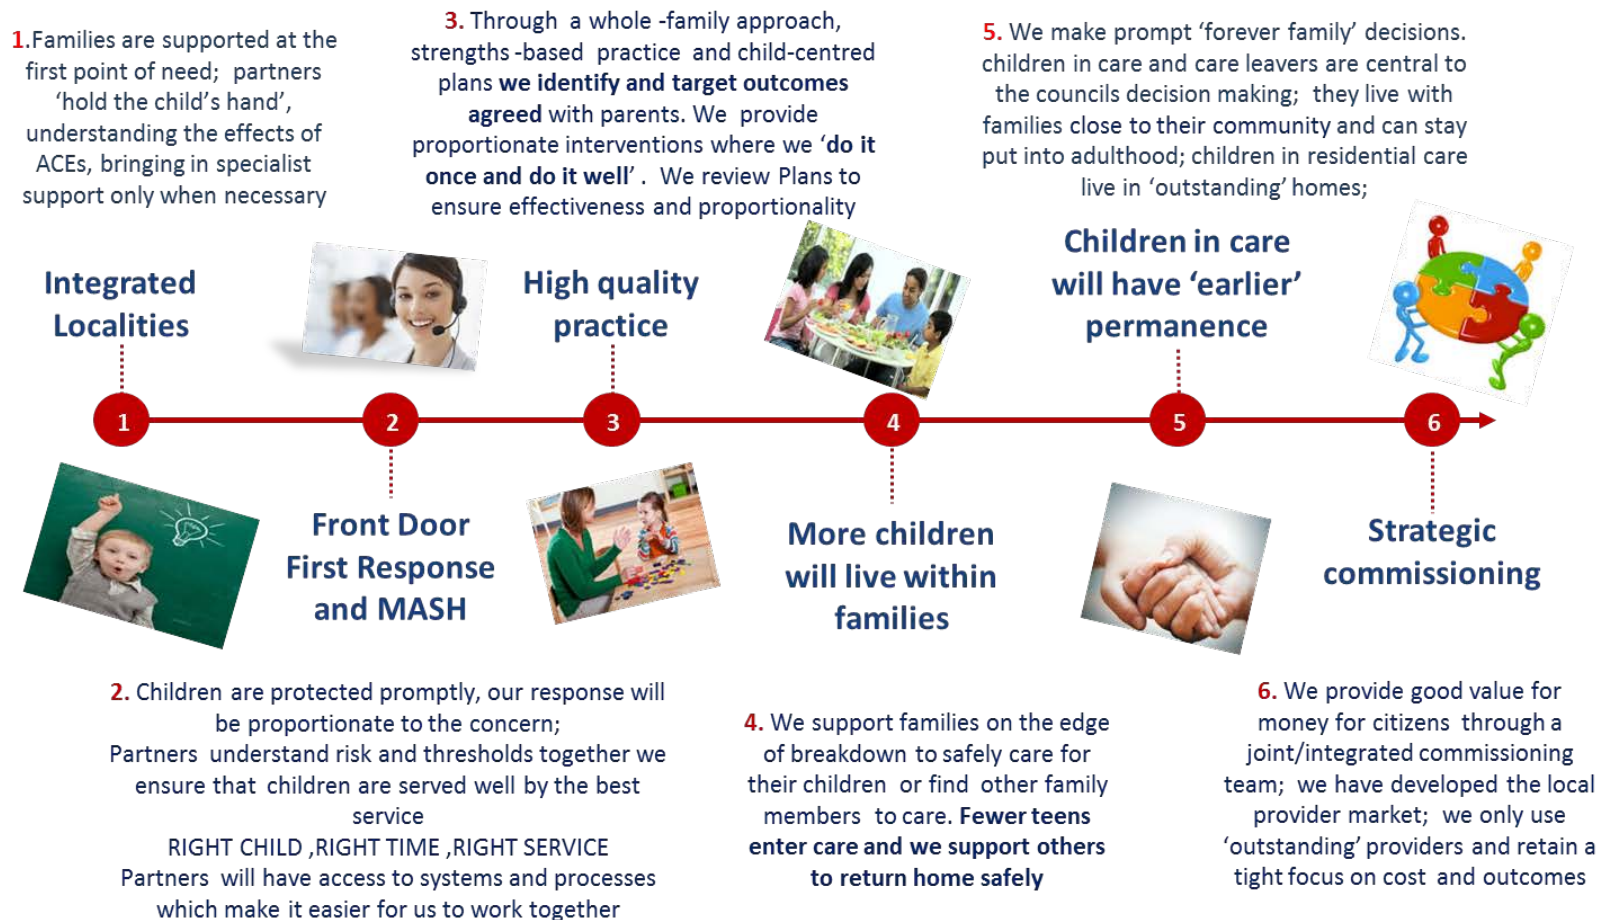 1.Families are supported at the
first point of need; partners
‘hold the child’s hand’,
understanding the effects of
ACEs, bringing in specialist
support only when necessary
Integrated
Localities
3. Through a whole -family approach,
strengths -based practice and child-centred
plans we identify and target outcomes
agreed with parents. We provide
proportionate interventions where we ‘do it
once and do it well’ . We review Plans to
ensure effectiveness and proportionality
High quality
practice
5. We make prompt ‘forever family’ decisions.
children in care and care leavers are central to
the councils decision making; they live with
families close to their community and can stay
put into adulthood; children in residential care
live in ‘outstanding’ homes;
Children in care
will have ‘earlier’
permanence
1
2
3
4
5
6
Front Door
First Response
and MASH
2. Children are protected promptly, our response will
be proportionate to the concern;
Partners understand risk and thresholds together we
ensure that children are served well by the best
service
RIGHT CHILD ,RIGHT TIME ,RIGHT SERVICE
Partners will have access to systems and processes
which make it easier for us to work together
More children
will live within
families
4. We support families on the edge
of breakdown to safely care for
their children or find other family
members to care. Fewer teens
enter care and we support others
to return home safely
Strategic
commissioning
6. We provide good value for
money for citizens through a
joint/integrated commissioning
team; we have developed the local
provider market; we only use
‘outstanding’ providers and retain a
tight focus on cost and outcomes